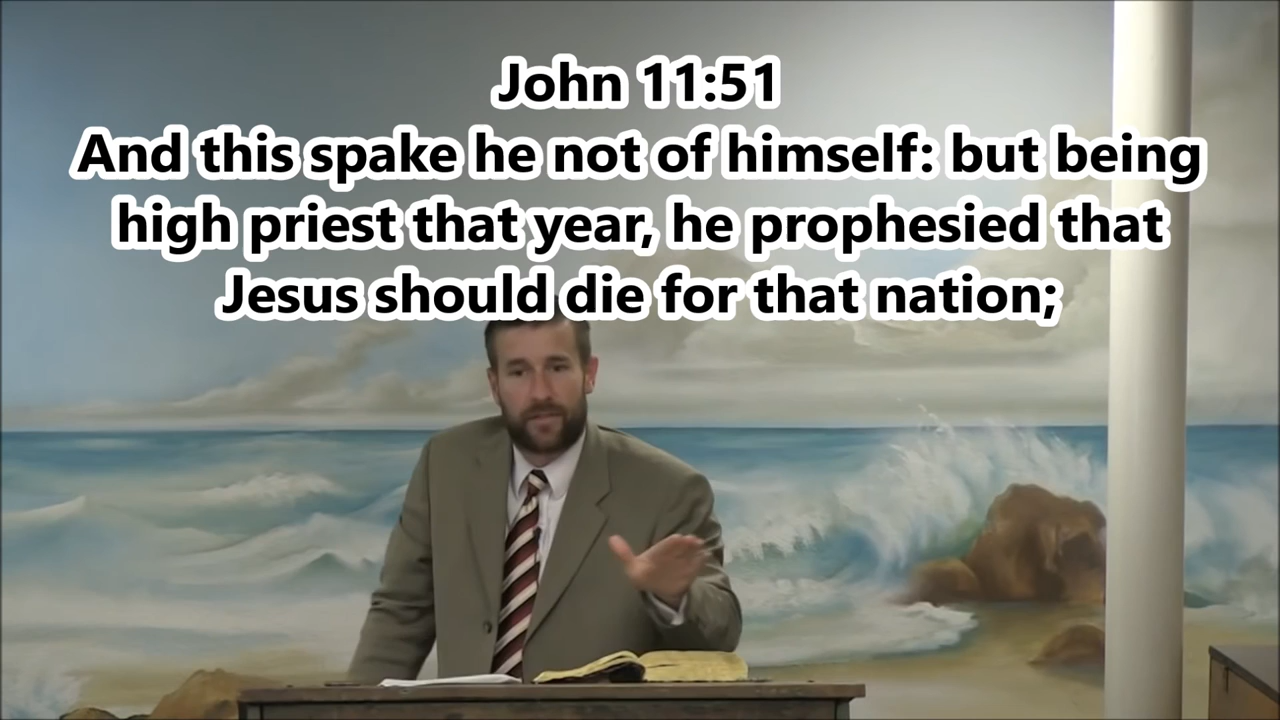 John 11:51
And this spake he not of himself: but being
high priest that year, he prophesied that
Jesus should die for that nation;